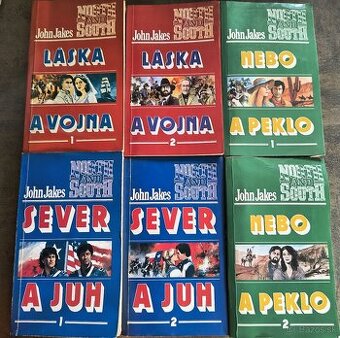 NORTH
AND
SOUTH
John Jakes
LÁSKA
A VOJNA
1
NORTH
AND
SOUTH
John Jakes
LÁSKA
A VOJNA
2
NORTH
AND
SOUTH
John Jakes
NEBO
A PEKLO
1
NORTH
AND
SOUTH
John Jakes
SEVER
A JUH
1
NORTH
AND
SOUTH
John Jakes
SEVER
A JUH
2
NORTH
AND
SOUTH
John Jakes
NEBO
A PEKLO
2